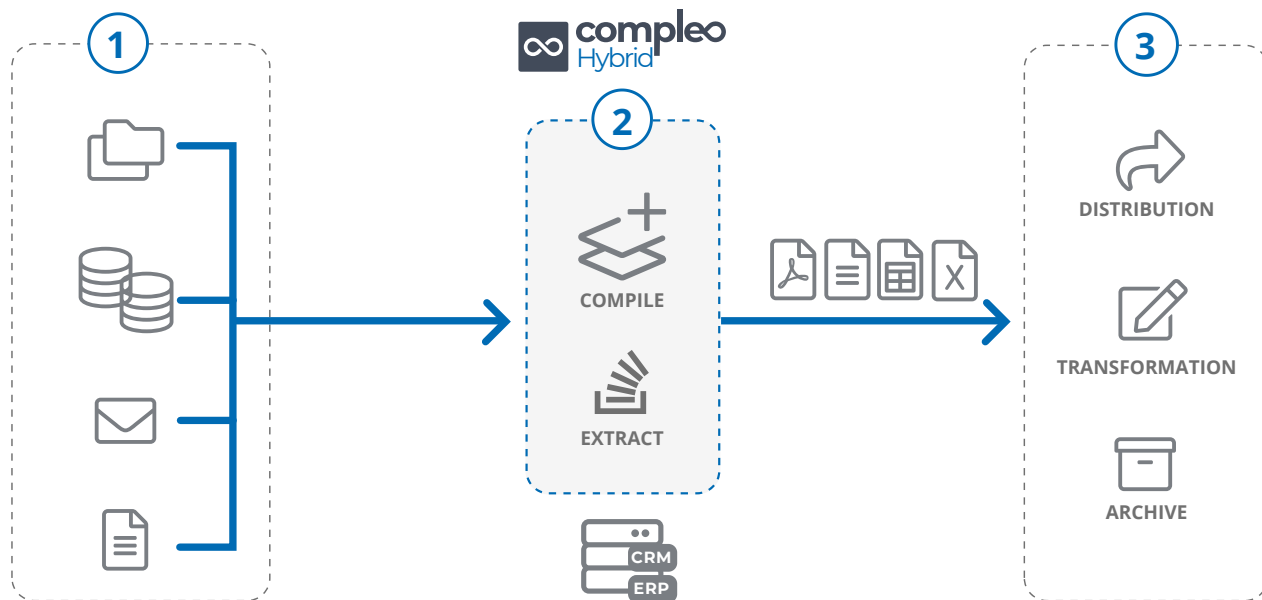 1
compleo
Hybrid
2
COMPILE
EXTRACT
CRM
ERP
3
DISTRIBUTION
TRANSFORMATION
ARCHIVE